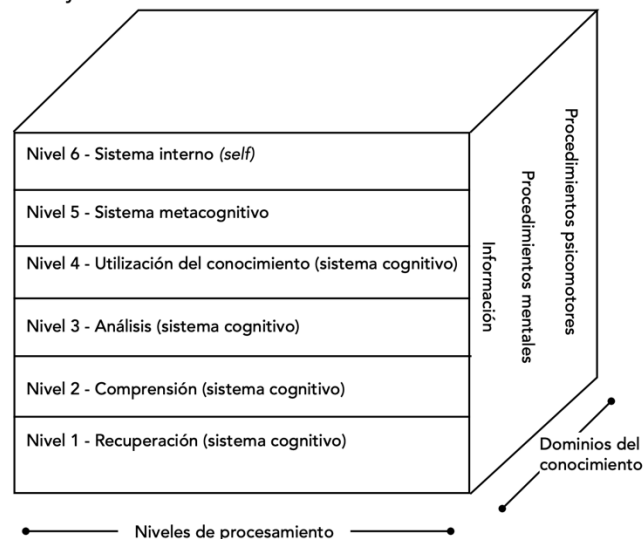 Nivel 6 - Sistema interno (self)
Nivel 5 - Sistema metacognitivo
Nivel 4 - Utilización del conocimiento (sistema cognitivo)
Nivel 3 - Análisis (sistema cognitivo)
Nivel 2 - Comprensión (sistema cognitivo)
Nivel 1 - Recuperación (sistema cognitivo)
Información
Procedimientos mentales
Procedimientos psicomotores
Dominios del
conocimiento
Niveles de procesamiento